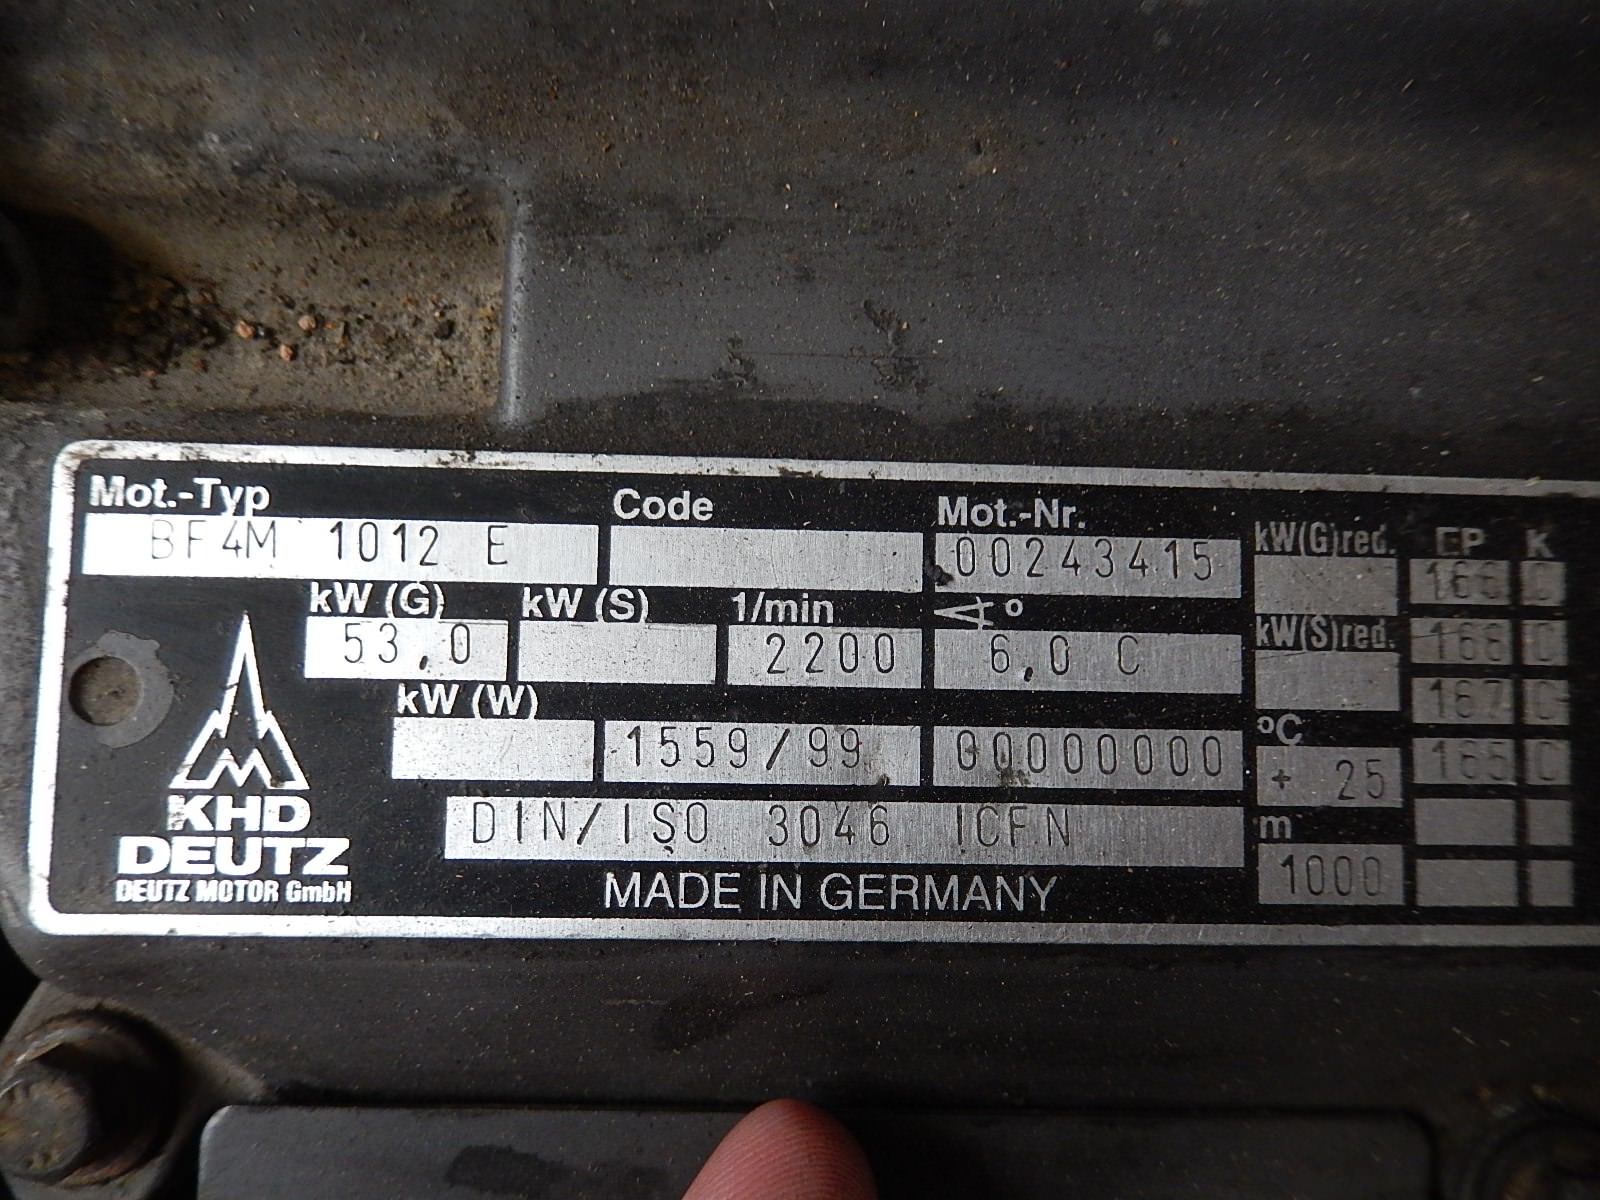 Mot.-Typ Code Mot.-Nr. kW(G)red. EP K
BF4M 1012 E 00243415 166 C
kW (G) kW (S) 1/min ° kW(S)red. 168 C
53,0 2200 6,0 C 167 C
kW (W) °C
1559/99 00000000 + 25 165 C
DIN/ISO 3046 ICFN m
1000
KHD
DEUTZ
DEUTZ MOTOR GmbH
MADE IN GERMANY